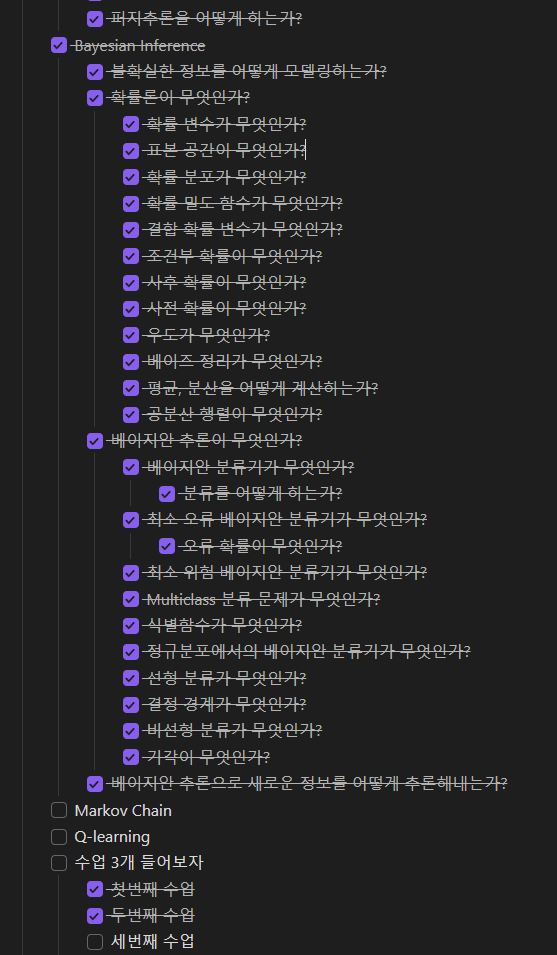 퍼지추론을 어떻게 하는가?
Bayesian Inference
불확실한 정보를 어떻게 모델링하는가?
확률론이 무엇인가?
확률 변수가 무엇인가?
표본 공간이 무엇인가?
확률 분포가 무엇인가?
확률 밀도 함수가 무엇인가?
결합 확률 변수가 무엇인가?
조건부 확률이 무엇인가?
사후 확률이 무엇인가?
사전 확률이 무엇인가?
우도가 무엇인가?
베이즈 정리가 무엇인가?
평균, 분산을 어떻게 계산하는가?
공분산 행렬이 무엇인가?
베이지안 추론이 무엇인가?
베이지안 분류기가 무엇인가?
분류를 어떻게 하는가?
최소 오류 베이지안 분류기가 무엇인가?
오류 확률이 무엇인가?
최소 위험 베이지안 분류기가 무엇인가?
Multiclass 분류 문제가 무엇인가?
식별함수가 무엇인가?
정규분포에서의 베이지안 분류기가 무엇인가?
선형 분류가 무엇인가?
결정 경계가 무엇인가?
비선형 분류가 무엇인가?
기각이 무엇인가?
베이지안 추론으로 새로운 정보를 어떻게 추론해내는가?
Markov Chain
Q-learning
수업 3개 들어보자
첫번째 수업
두번째 수업
세번째 수업